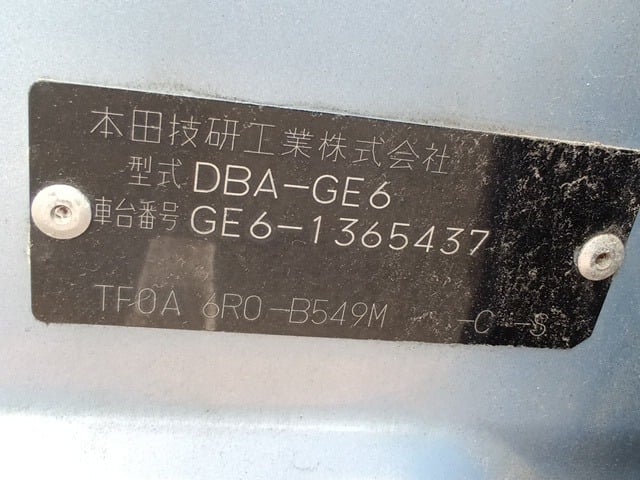 本田技研工業株式会社
型式 DBA-GE6
車台番号 GE6-1365437
TF0A 6R0-B549M -C -S